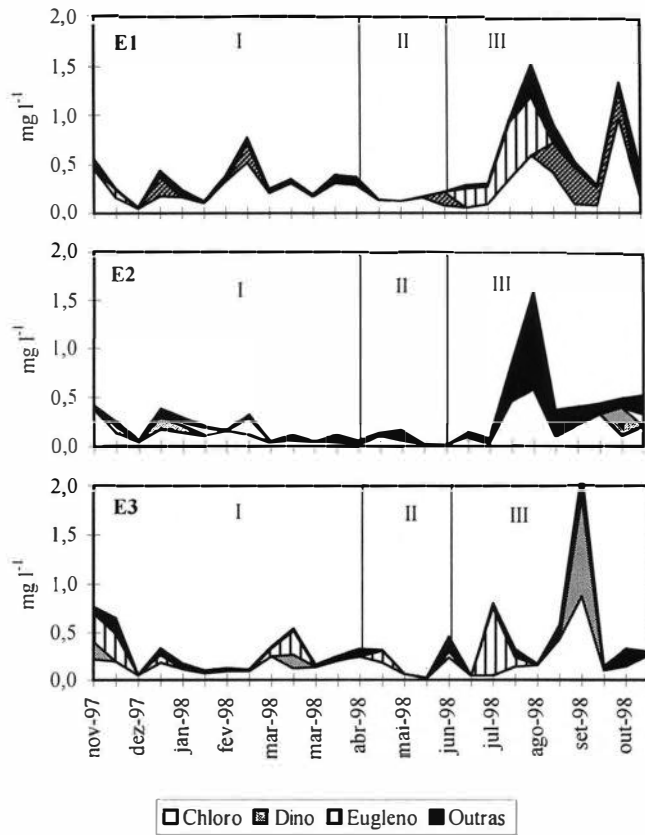 2,0
E1 I II III
1,5
mg l⁻¹
1,0
0,5
0,0
2,0
E2 I II III
1,5
mg l⁻¹
1,0
0,5
0,0
2,0
E3 I II III
1,5
mg l⁻¹
1,0
0,5
0,0
nov-97
dez-97
jan-98
fev-98
mar-98
mar-98
abr-98
mai-98
jun-98
jul-98
ago-98
set-98
out-98
Chloro Dino Eugleno Outras